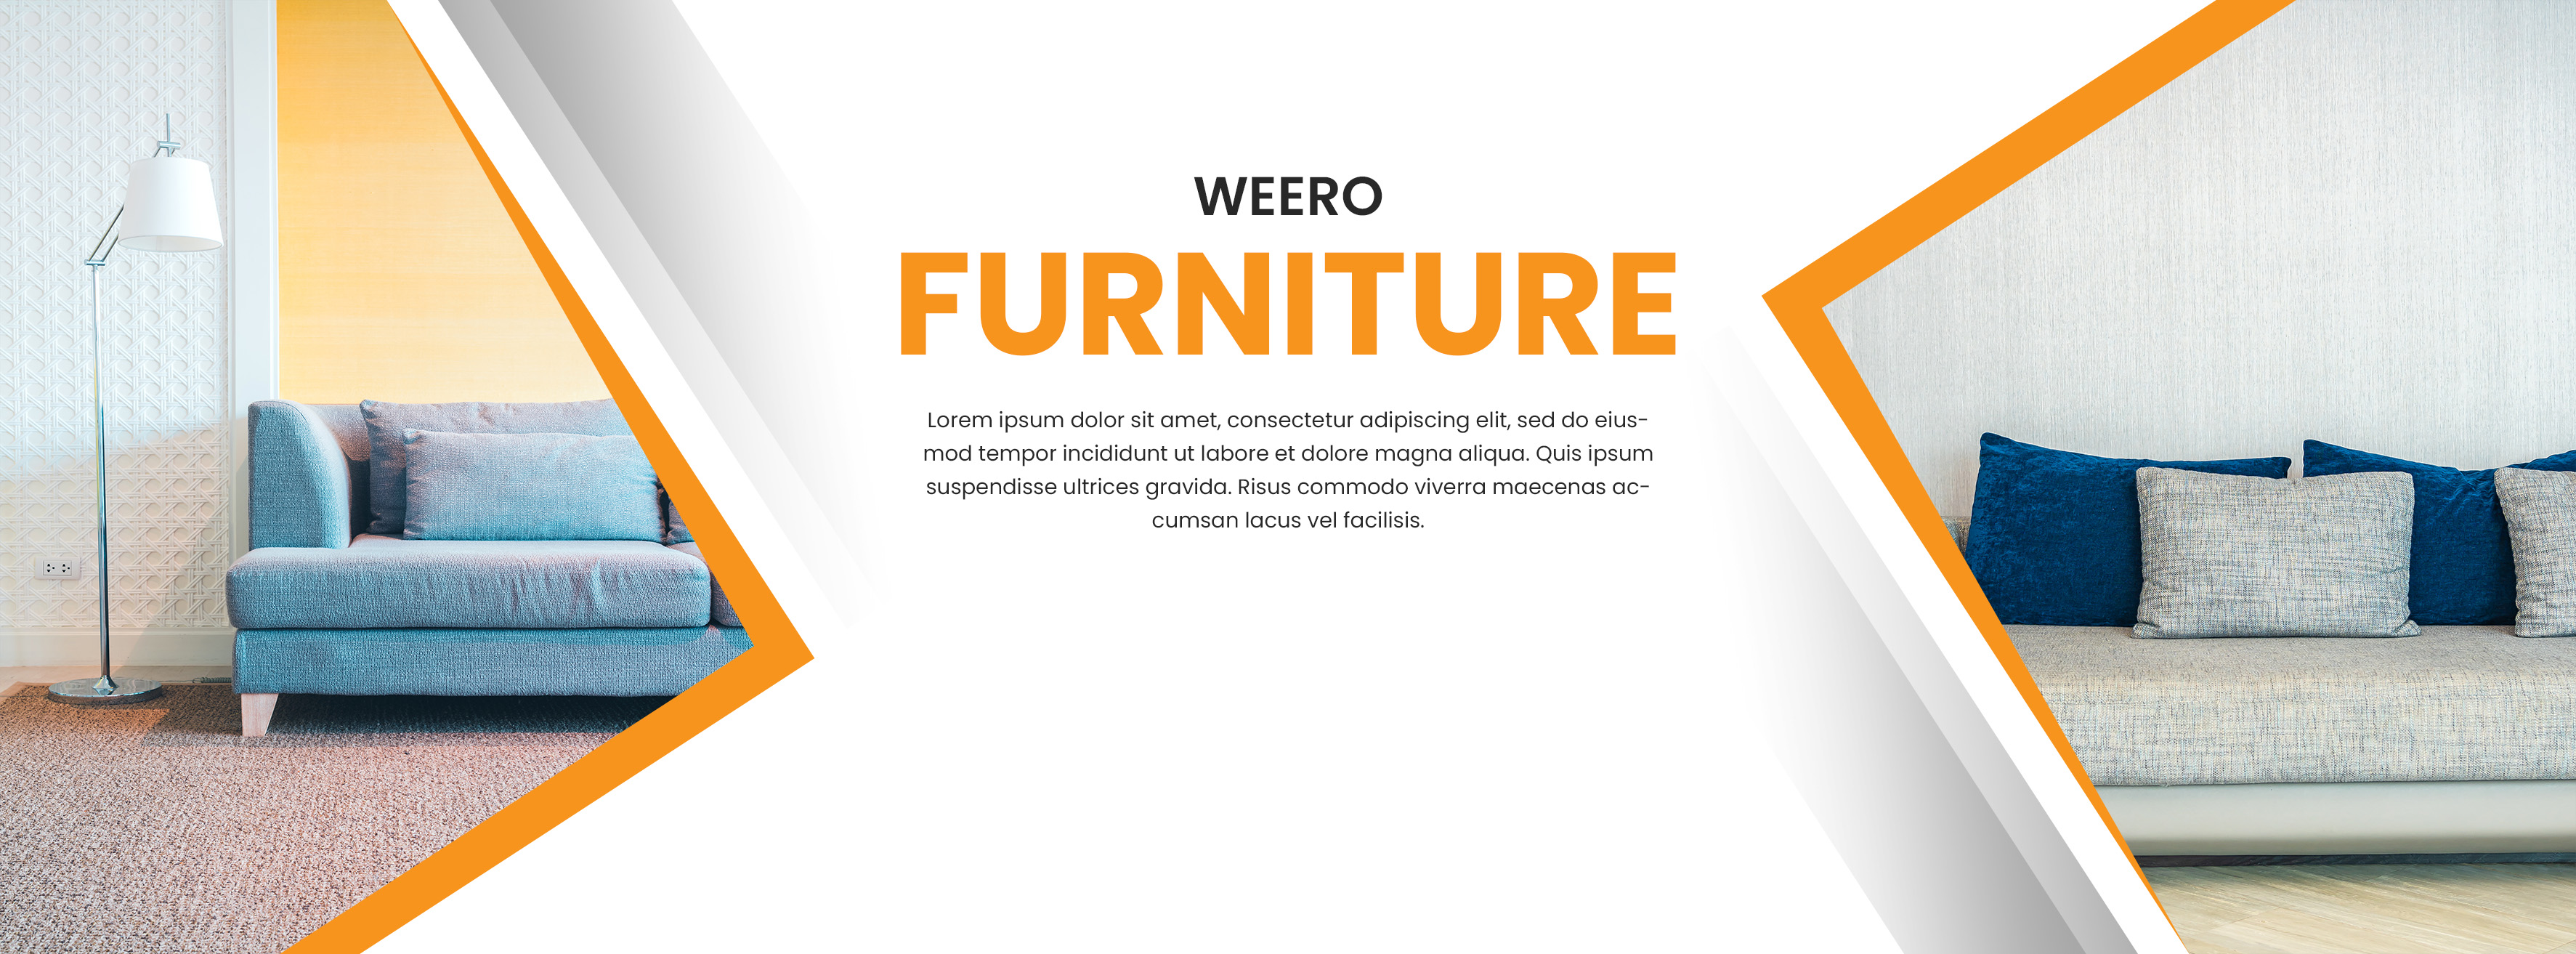 WEERO
FURNITURE
Lorem ipsum dolor sit amet, consectetur adipiscing elit, sed do eius-
mod tempor incididunt ut labore et dolore magna aliqua. Quis ipsum
suspendisse ultrices gravida. Risus commodo viverra maecenas ac-
cumsan lacus vel facilisis.